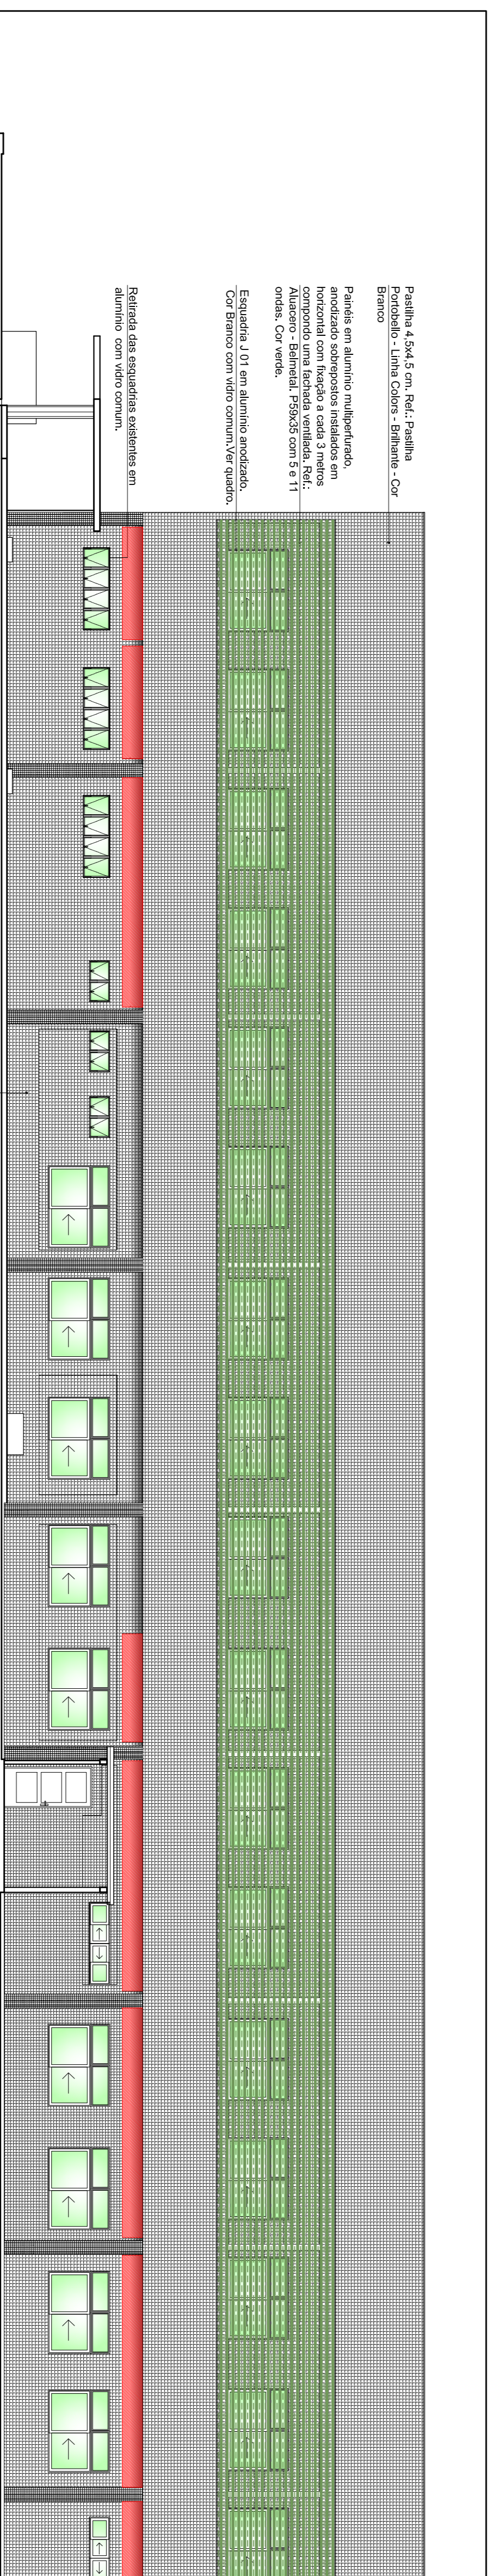 Pastilha 4,5x4,5 cm. Ref.: Pastilha
Portobello - Linha Colors - Brilhante - Cor
Branco
Painéis em alumínio multiperfurado,
anodizado sobrepostos instalados em
horizontal com fixação a cada 3 metros
compondo uma fachada ventilada. Ref.:
Aluacero - Belmetal. P59x35 com 5 e 11
ondas. Cor verde.
Esquadria J 01 em alumínio anodizado.
Cor Branco com vidro comum.Ver quadro.
Retirada das esquadrias existentes em
alumínio com vidro comum.